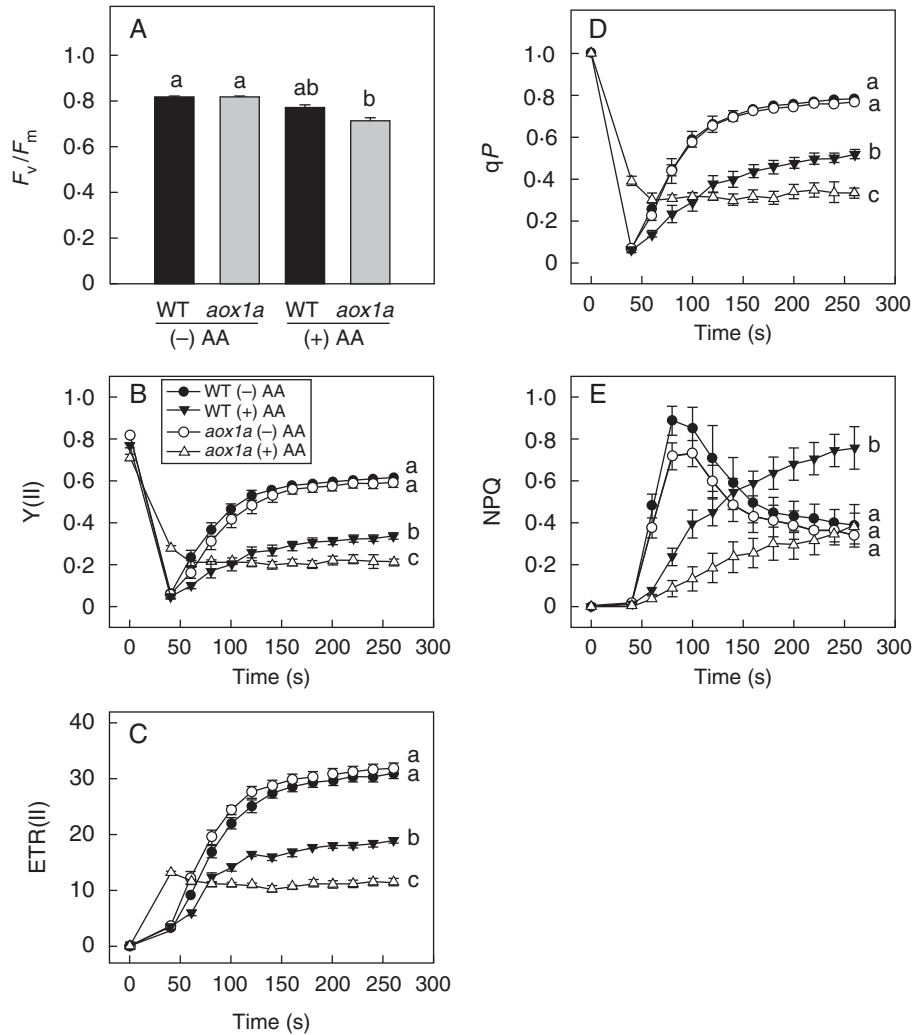 A
1·0
0·8
0·6
0·4
0·2
0
Fv/Fm
a
a
ab
b
WT aox1a WT aox1a
(–) AA (+) AA
B
1.0
0.8
0.6
0.4
0.2
0
Y(II)
WT (–) AA
WT (+) AA
aox1a (–) AA
aox1a (+) AA
a
a
b
c
0 50 100 150 200 250 300
Time (s)
C
40
30
20
10
0
ETR(II)
a
a
b
c
0 50 100 150 200 250 300
Time (s)
D
1·0
0·8
0·6
0·4
0·2
0
qP
a
a
b
c
0 50 100 150 200 250 300
Time (s)
E
1.0
0.8
0.6
0.4
0.2
0
NPQ
b
a
a
a
0 50 100 150 200 250 300
Time (s)